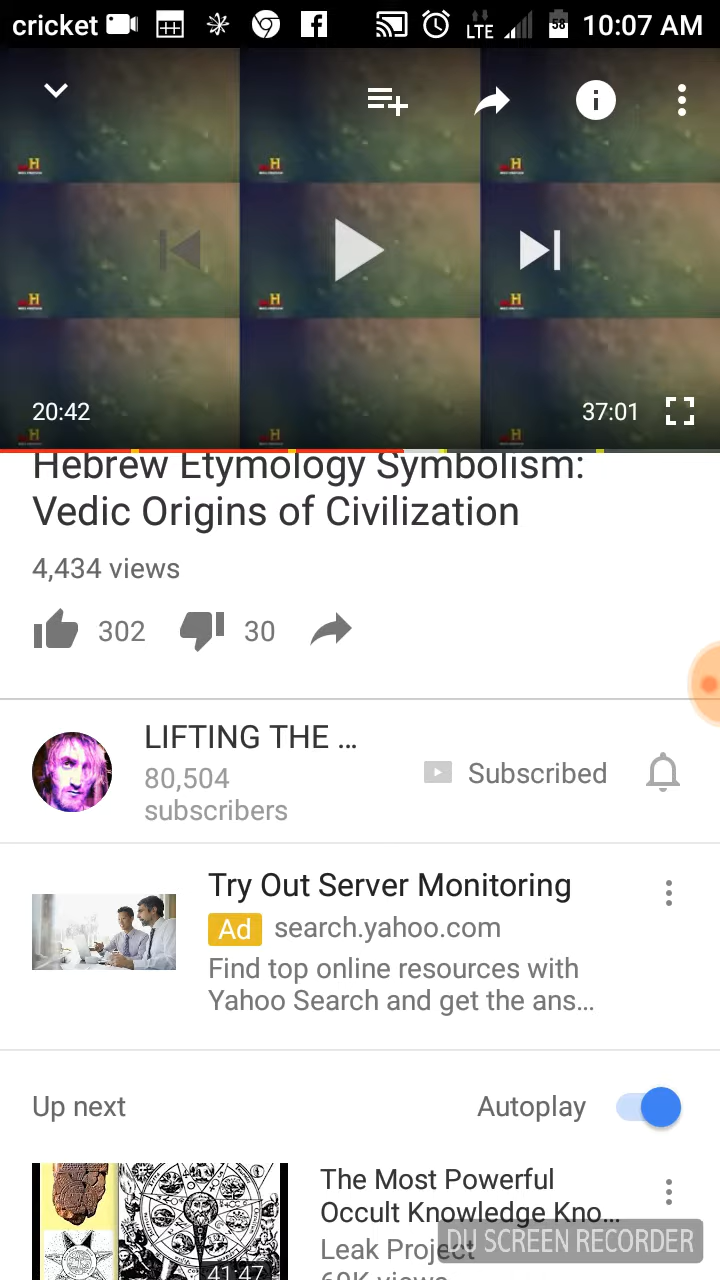 cricket LTE 58 10:07 AM
H H H
H H H
H H H
20:42 37:01
Hebrew Etymology Symbolism:
Vedic Origins of Civilization
4,434 views
302 30
LIFTING THE ...
80,504
subscribers
Subscribed
Try Out Server Monitoring
Ad search.yahoo.com
Find top online resources with
Yahoo Search and get the ans...
Up next Autoplay
The Most Powerful
Occult Knowledge Kno...
Leak Project
DU SCREEN RECORDER
60K views
41:47